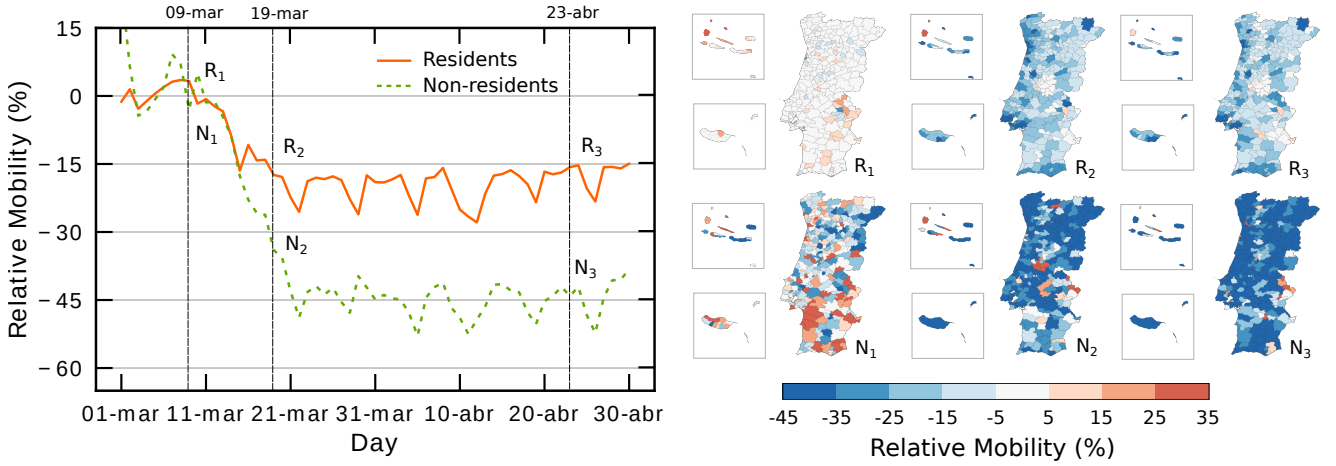 09-mar 19-mar 23-abr
15
0
−15
−30
−45
−60
Relative Mobility (%)
Residents
Non-residents
R1
N1
R2
N2
R3
N3
01-mar 11-mar 21-mar 31-mar 10-abr 20-abr 30-abr
Day
R1 R2 R3
N1 N2 N3
-45 -35 -25 -15 -5 5 15 25 35
Relative Mobility (%)